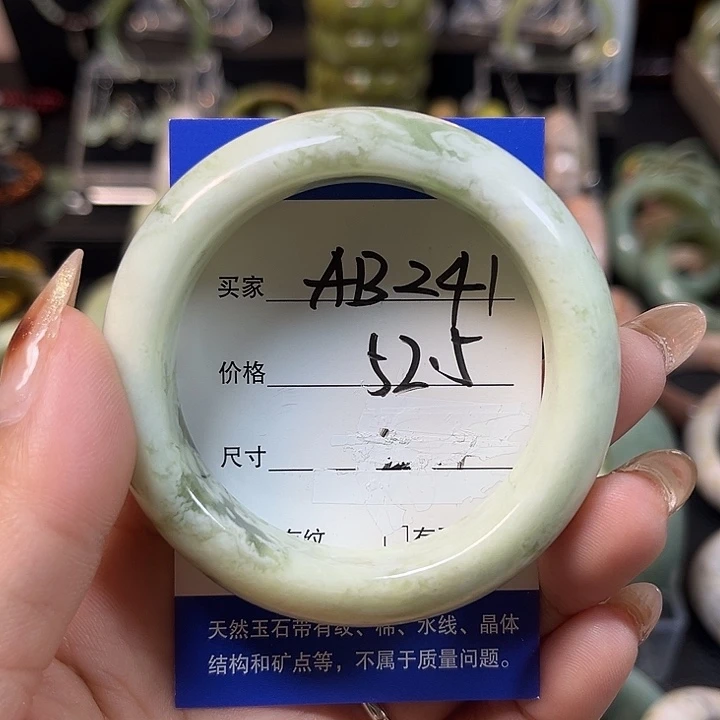 买家 AB241
价格 525
尺寸
天然玉石带有纹、棉、水线、晶体
结构和矿点等，不属于质量问题。